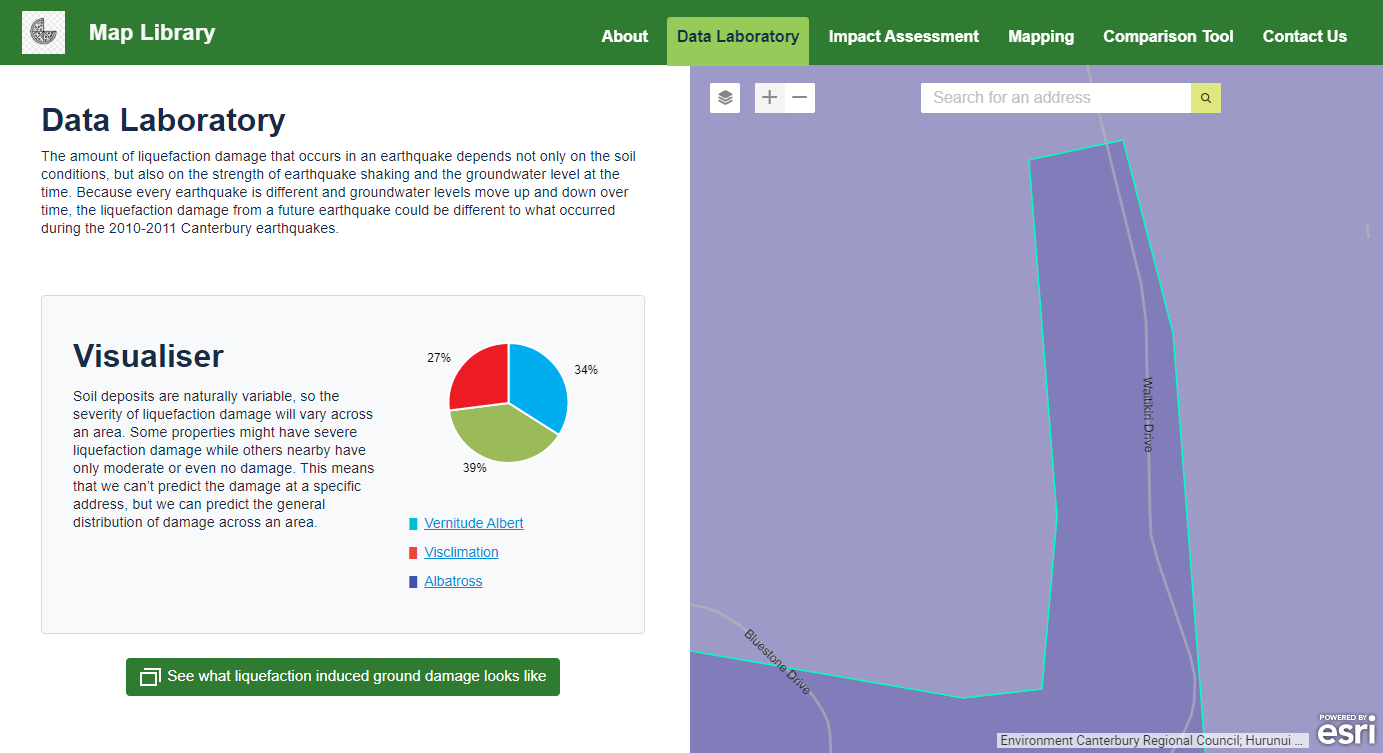 Map Library
About
Data Laboratory
Impact Assessment
Mapping
Comparison Tool
Contact Us
Data Laboratory
The amount of liquefaction damage that occurs in an earthquake depends not only on the soil
conditions, but also on the strength of earthquake shaking and the groundwater level at the
time. Because every earthquake is different and groundwater levels move up and down over
time, the liquefaction damage from a future earthquake could be different to what occurred
during the 2010-2011 Canterbury earthquakes.
Visualiser
Soil deposits are naturally variable, so the
severity of liquefaction damage will vary across
an area. Some properties might have severe
liquefaction damage while others nearby have
only moderate or even no damage. This means
that we can't predict the damage at a specific
address, but we can predict the general
distribution of damage across an area.
27%
34%
39%
Vernitude Albert
Visclimation
Albatross
See what liquefaction induced ground damage looks like
Search for an address
Waitikiri Drive
Bluestone Drive
Environment Canterbury Regional Council; Hurunui ...
POWERED BY
esri